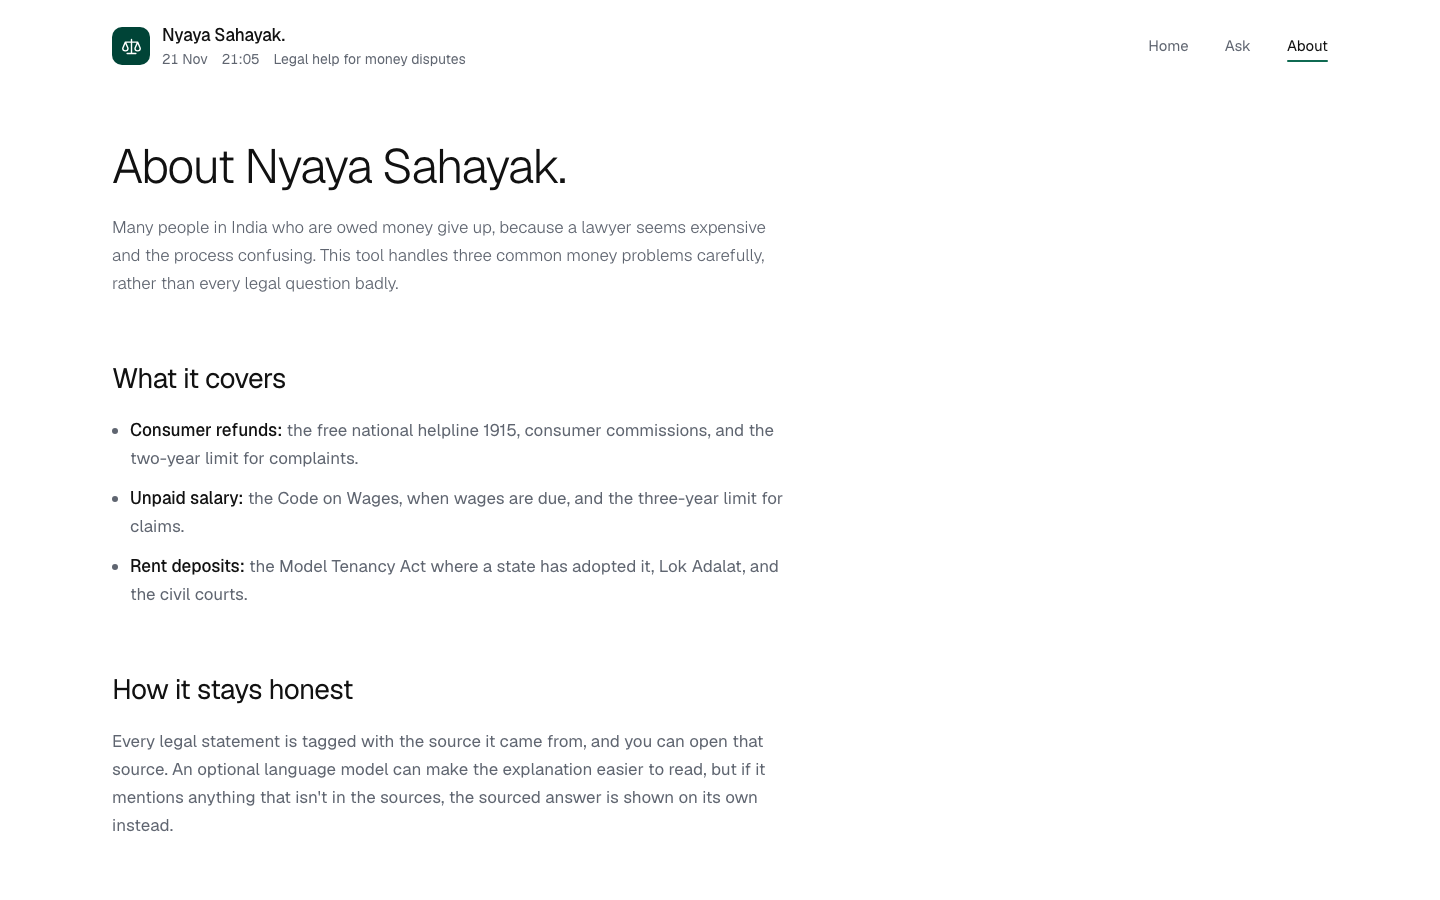 Nyaya Sahayak.
21 Nov 21:05 Legal help for money disputes
Home Ask About
About Nyaya Sahayak.
Many people in India who are owed money give up, because a lawyer seems expensive
and the process confusing. This tool handles three common money problems carefully,
rather than every legal question badly.
What it covers
• Consumer refunds: the free national helpline 1915, consumer commissions, and the
two-year limit for complaints.
• Unpaid salary: the Code on Wages, when wages are due, and the three-year limit for
claims.
• Rent deposits: the Model Tenancy Act where a state has adopted it, Lok Adalat, and
the civil courts.
How it stays honest
Every legal statement is tagged with the source it came from, and you can open that
source. An optional language model can make the explanation easier to read, but if it
mentions anything that isn't in the sources, the sourced answer is shown on its own
instead.